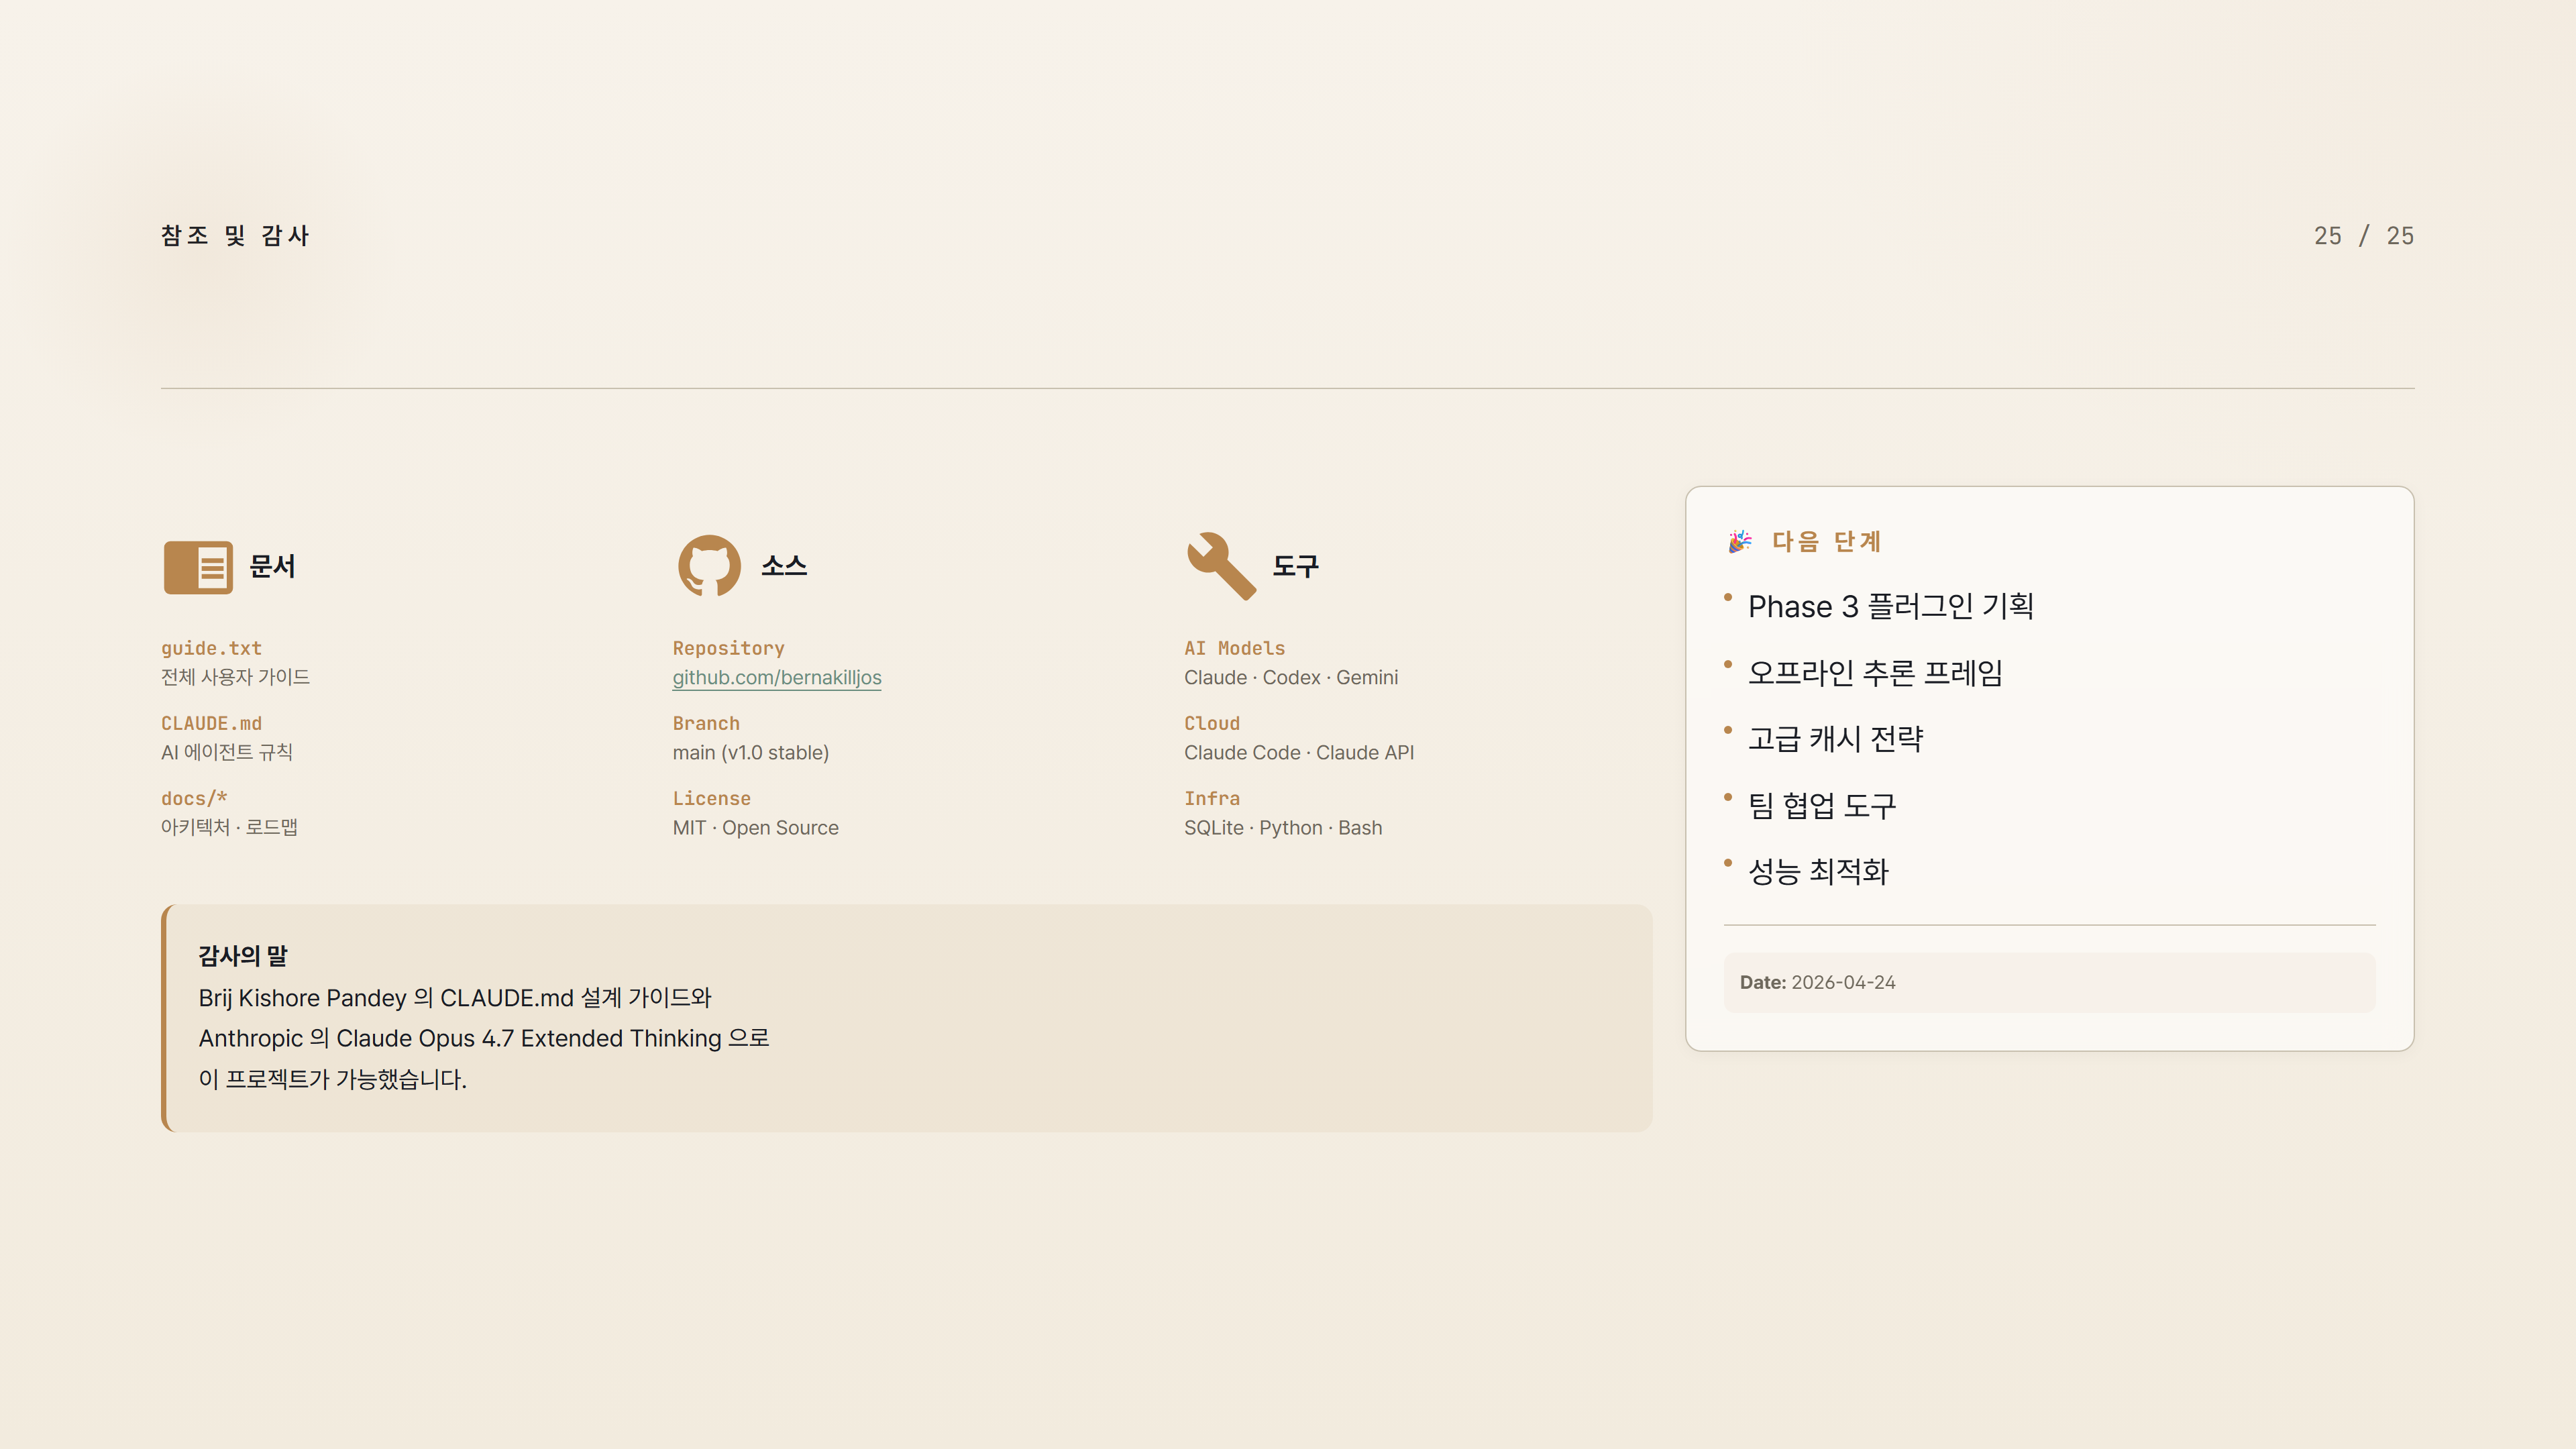 참조 및 감사
25 / 25
문서
guide.txt
전체 사용자 가이드
CLAUDE.md
AI 에이전트 규칙
docs/*
아키텍처 · 로드맵
소스
Repository
github.com/bernakilljos
Branch
main (v1.0 stable)
License
MIT · Open Source
도구
AI Models
Claude · Codex · Gemini
Cloud
Claude Code · Claude API
Infra
SQLite · Python · Bash
감사의 말
Brij Kishore Pandey 의 CLAUDE.md 설계 가이드와
Anthropic 의 Claude Opus 4.7 Extended Thinking 으로
이 프로젝트가 가능했습니다.
🎉 다음 단계
• Phase 3 플러그인 기획
• 오프라인 추론 프레임
• 고급 캐시 전략
• 팀 협업 도구
• 성능 최적화
Date: 2026-04-24